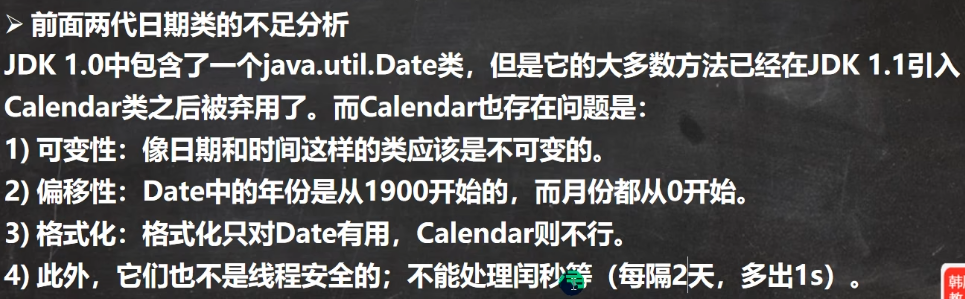 ➢ 前面两代日期类的不足分析
JDK 1.0中包含了一个java.util.Date类，但是它的大多数方法已经在JDK 1.1引入
Calendar类之后被弃用了。而Calendar也存在问题是：
1) 可变性：像日期和时间这样的类应该是不可变的。
2) 偏移性：Date中的年份是从1900开始的，而月份都从0开始。
3) 格式化：格式化只对Date有用，Calendar则不行。
4) 此外，它们也不是线程安全的；不能处理闰秒等（每隔2天，多出1s）。